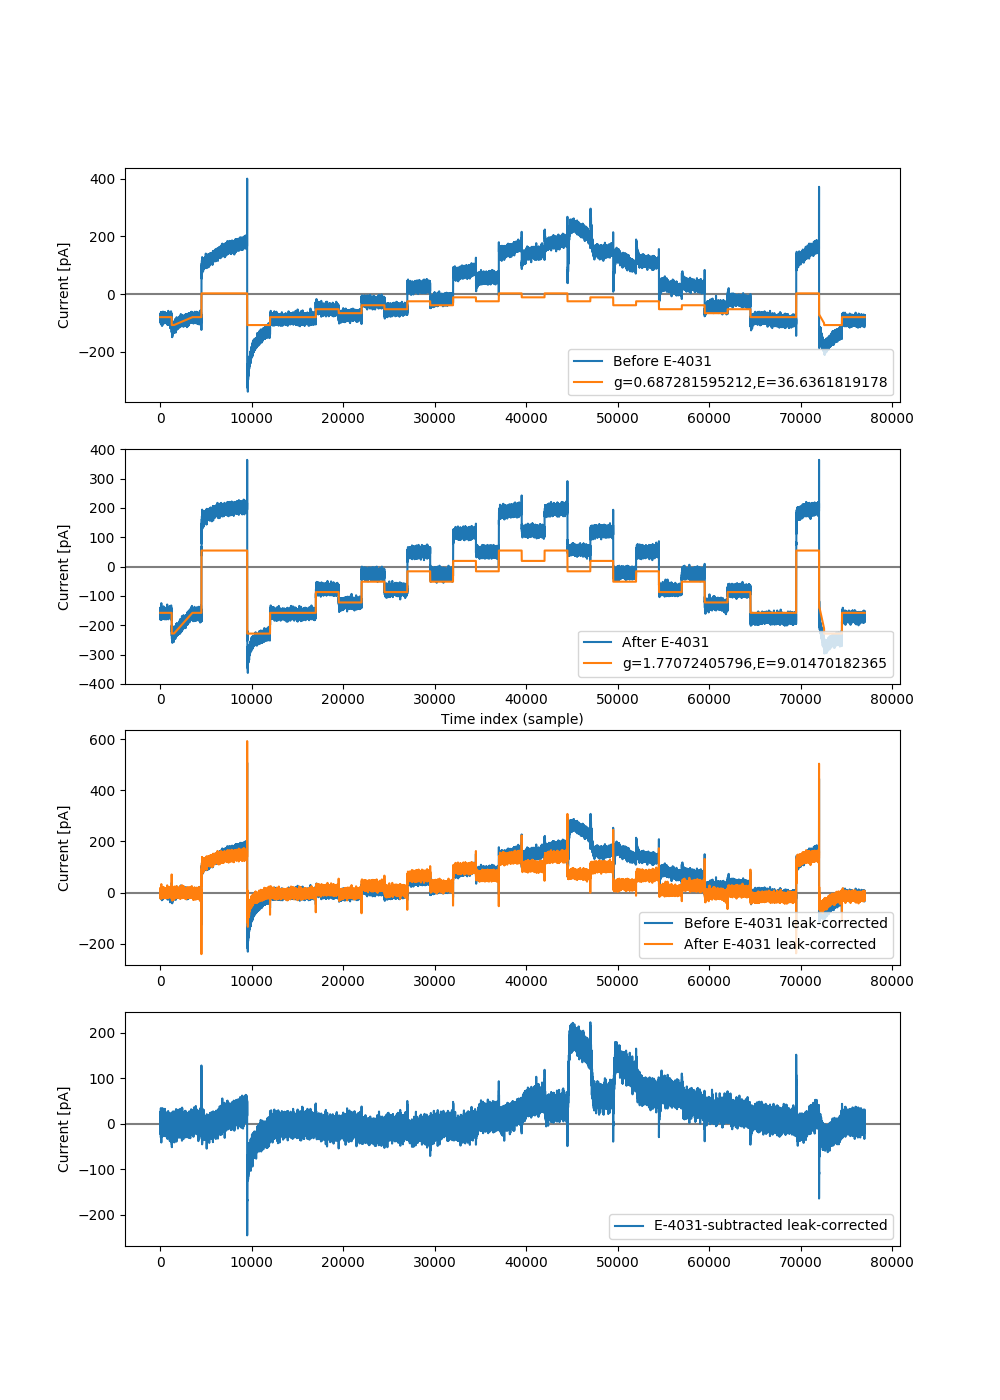 400
200
0
−200
Current [pA]
Before E-4031
g=0.687281595212,E=36.6361819178
0 10000 20000 30000 40000 50000 60000 70000 80000
400
300
200
100
0
−100
−200
−300
−400
Current [pA]
After E-4031
g=1.77072405796,E=9.01470182365
0 10000 20000 30000 40000 50000 60000 70000 80000
Time index (sample)
600
400
200
0
−200
Current [pA]
Before E-4031 leak-corrected
After E-4031 leak-corrected
0 10000 20000 30000 40000 50000 60000 70000 80000
200
100
0
−100
−200
Current [pA]
E-4031-subtracted leak-corrected
0 10000 20000 30000 40000 50000 60000 70000 80000